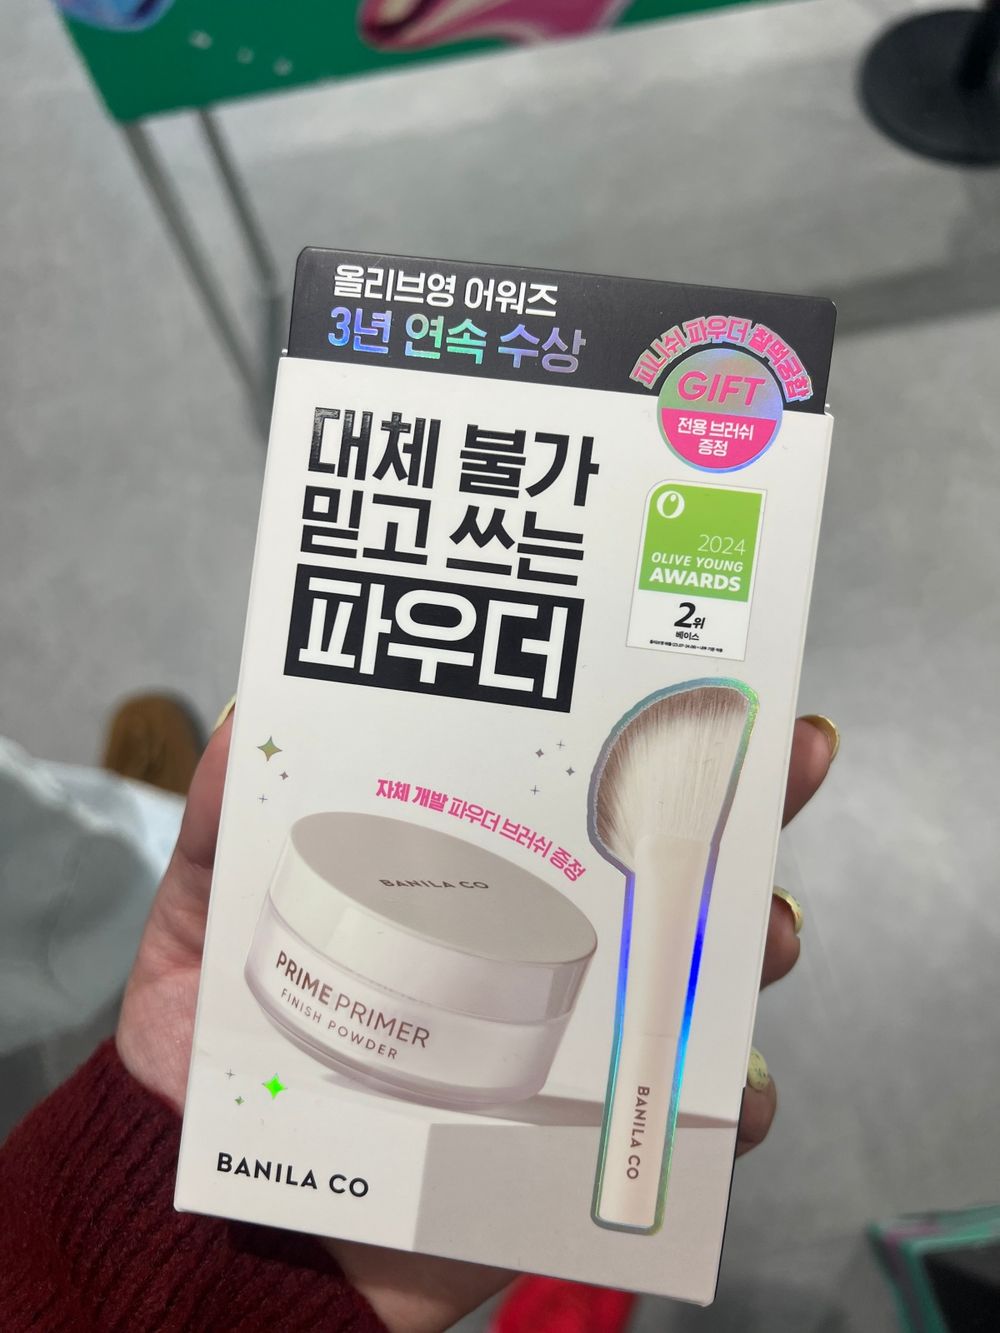 올리브영 어워즈
3년 연속 수상
피니쉬 파우더 찰떡궁합
GIFT
전용 브러쉬
증정
대체 불가
믿고 쓰는
파우더
2024
OLIVE YOUNG
AWARDS
2위
베이스
자체 개발 파우더 브러쉬 증정
BANILA CO
PRIME PRIMER
FINISH POWDER
BANILA CO
BANILA CO